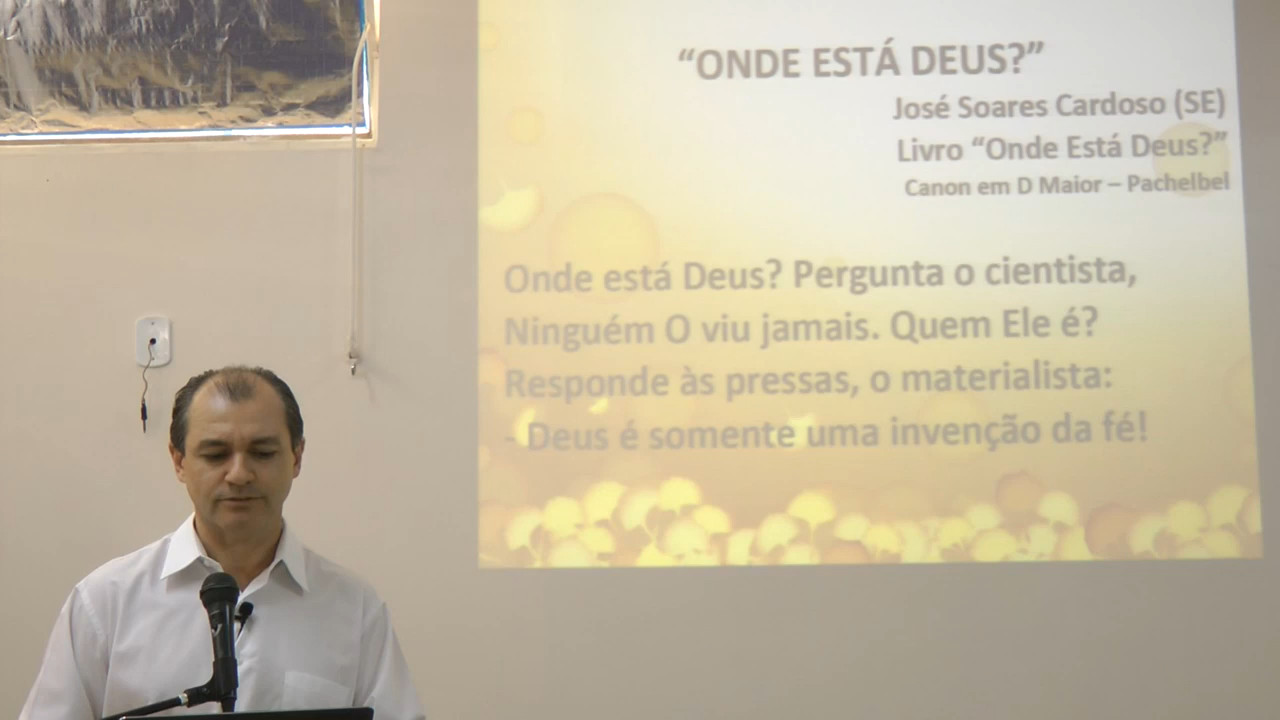 “ONDE ESTÁ DEUS?”
José Soares Cardoso (SE)
Livro “Onde Está Deus?”
Canon em D Maior – Pachelbel
Onde está Deus? Pergunta o cientista,
Ninguém O viu jamais. Quem Ele é?
Responde às pressas, o materialista:
- Deus é somente uma invenção da fé!